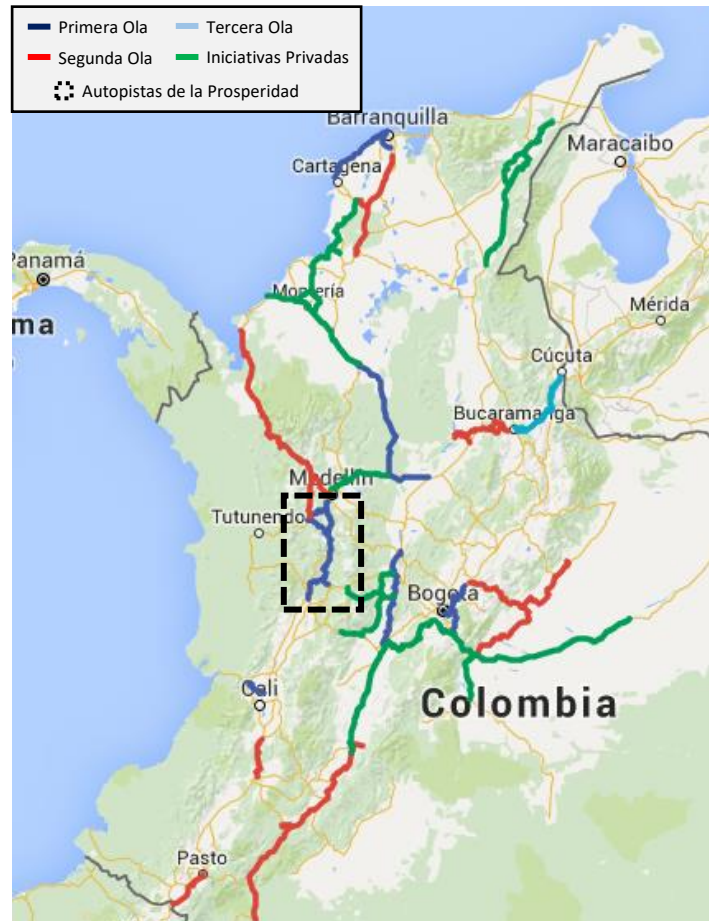 Primera Ola
Tercera Ola
Segunda Ola
Iniciativas Privadas
Autopistas de la Prosperidad
Barranquilla
Maracaibo
Cartagena
Panamá
ma
Montería
Mérida
Cúcuta
Bucaramanga
Medellín
Tutunendo
Bogota
Cali
Colombia
Pasto